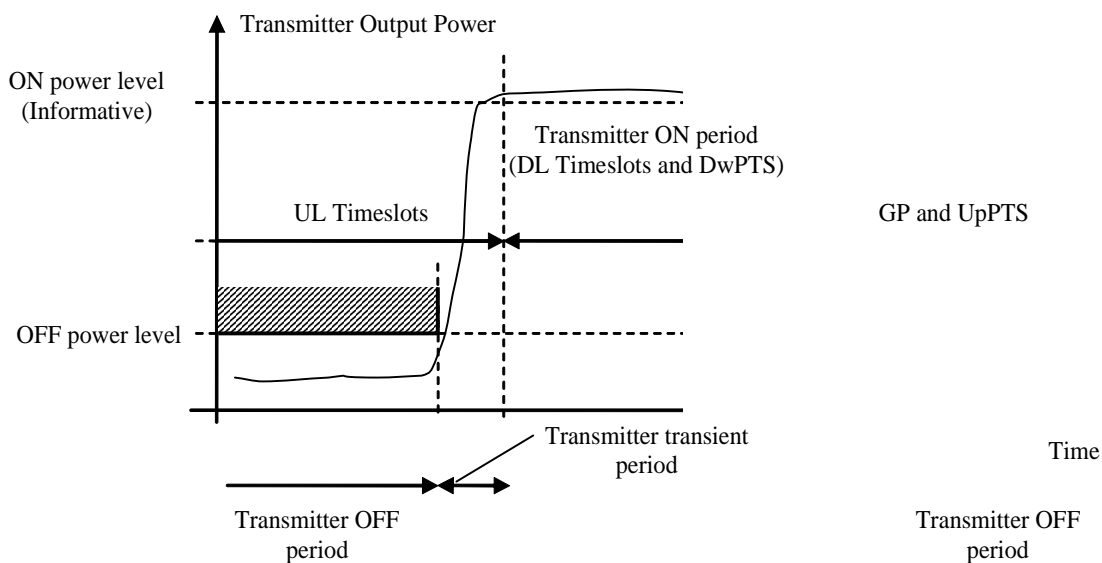 Transmitter Output Power
ON power level
(Informative)
Transmitter ON period
(DL Timeslots and DwPTS)
UL Timeslots
GP and UpPTS
OFF power level
Transmitter transient
period
Time
Transmitter OFF
period
Transmitter OFF
period